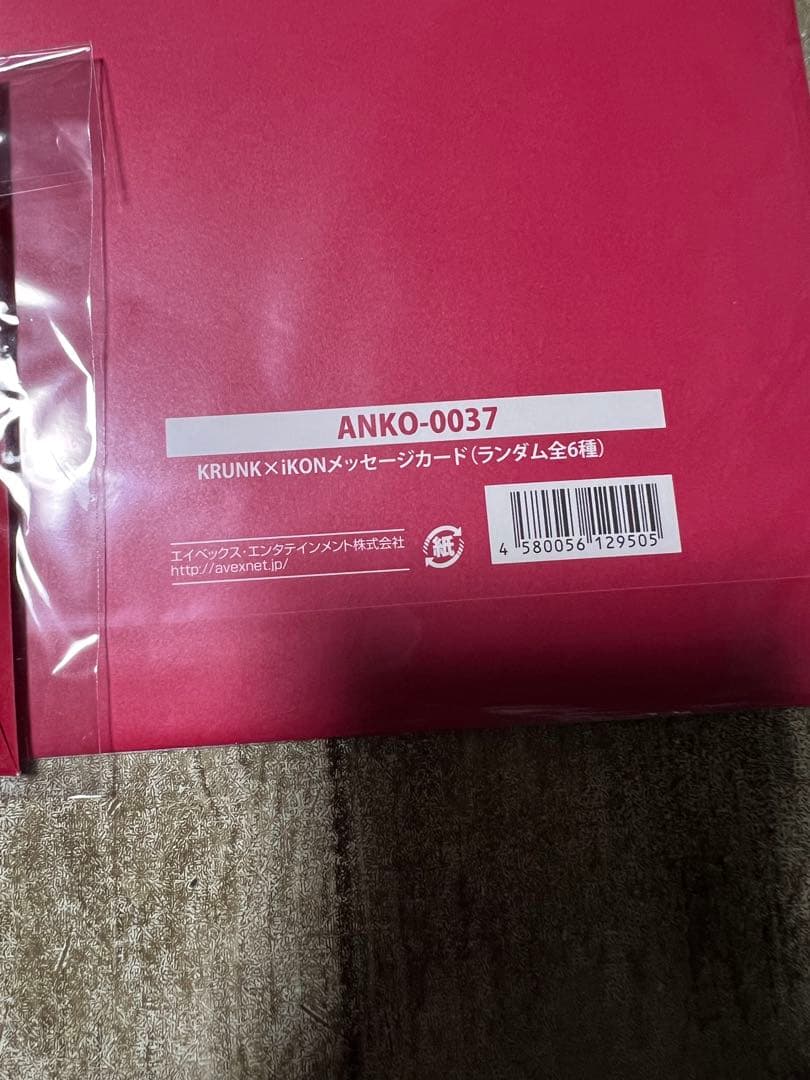 ANKO-0037
KRUNK×iKONメッセージカード(ランダム全6種)
エイベックス・エンタテインメント株式会社
http://avexnet.jp/
紙
4 580056 129505